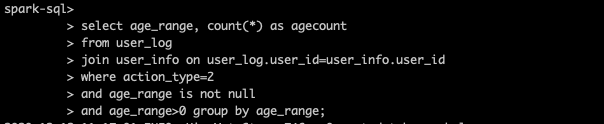 spark-sql>
> select age_range, count(*) as agecount
> from user_log
> join user_info on user_log.user_id=user_info.user_id
> where action_type=2
> and age_range is not null
> and age_range>0 group by age_range;